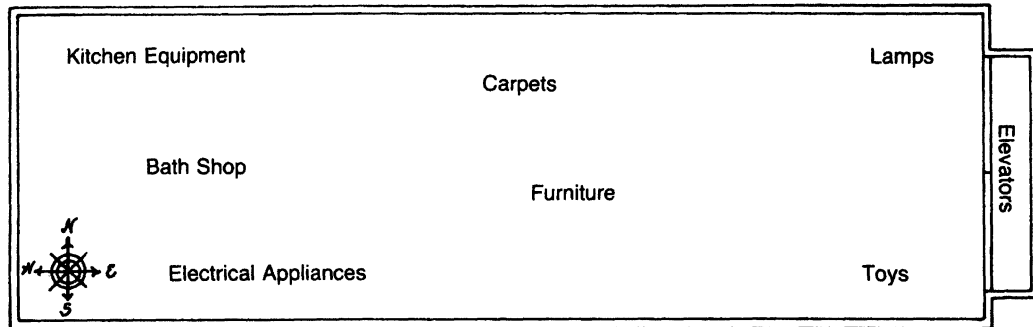 Kitchen Equipment
Lamps
Carpets
Elevators
Bath Shop
Furniture
N
W
E
S
Electrical Appliances
Toys